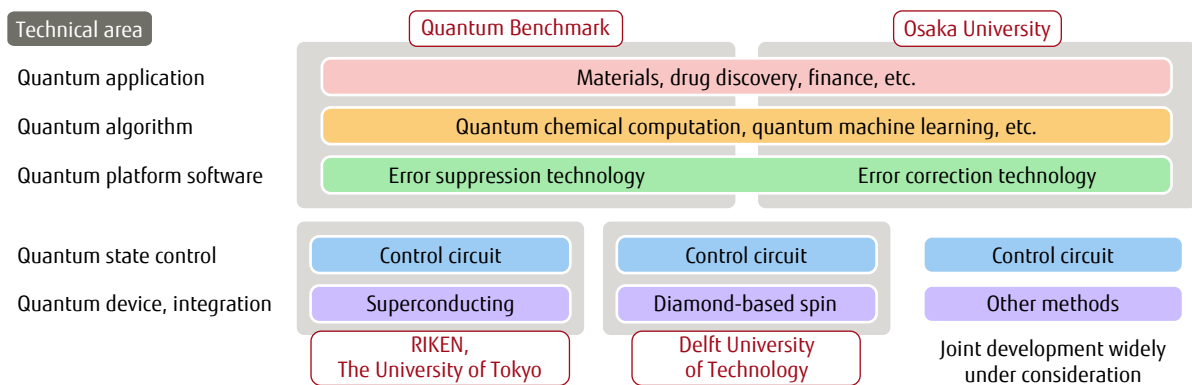 Technical area
Quantum Benchmark
Osaka University
Quantum application
Materials, drug discovery, finance, etc.
Quantum algorithm
Quantum chemical computation, quantum machine learning, etc.
Quantum platform software
Error suppression technology
Error correction technology
Quantum state control
Control circuit
Control circuit
Control circuit
Quantum device, integration
Superconducting
Diamond-based spin
Other methods
RIKEN,
The University of Tokyo
Delft University
of Technology
Joint development widely
under consideration